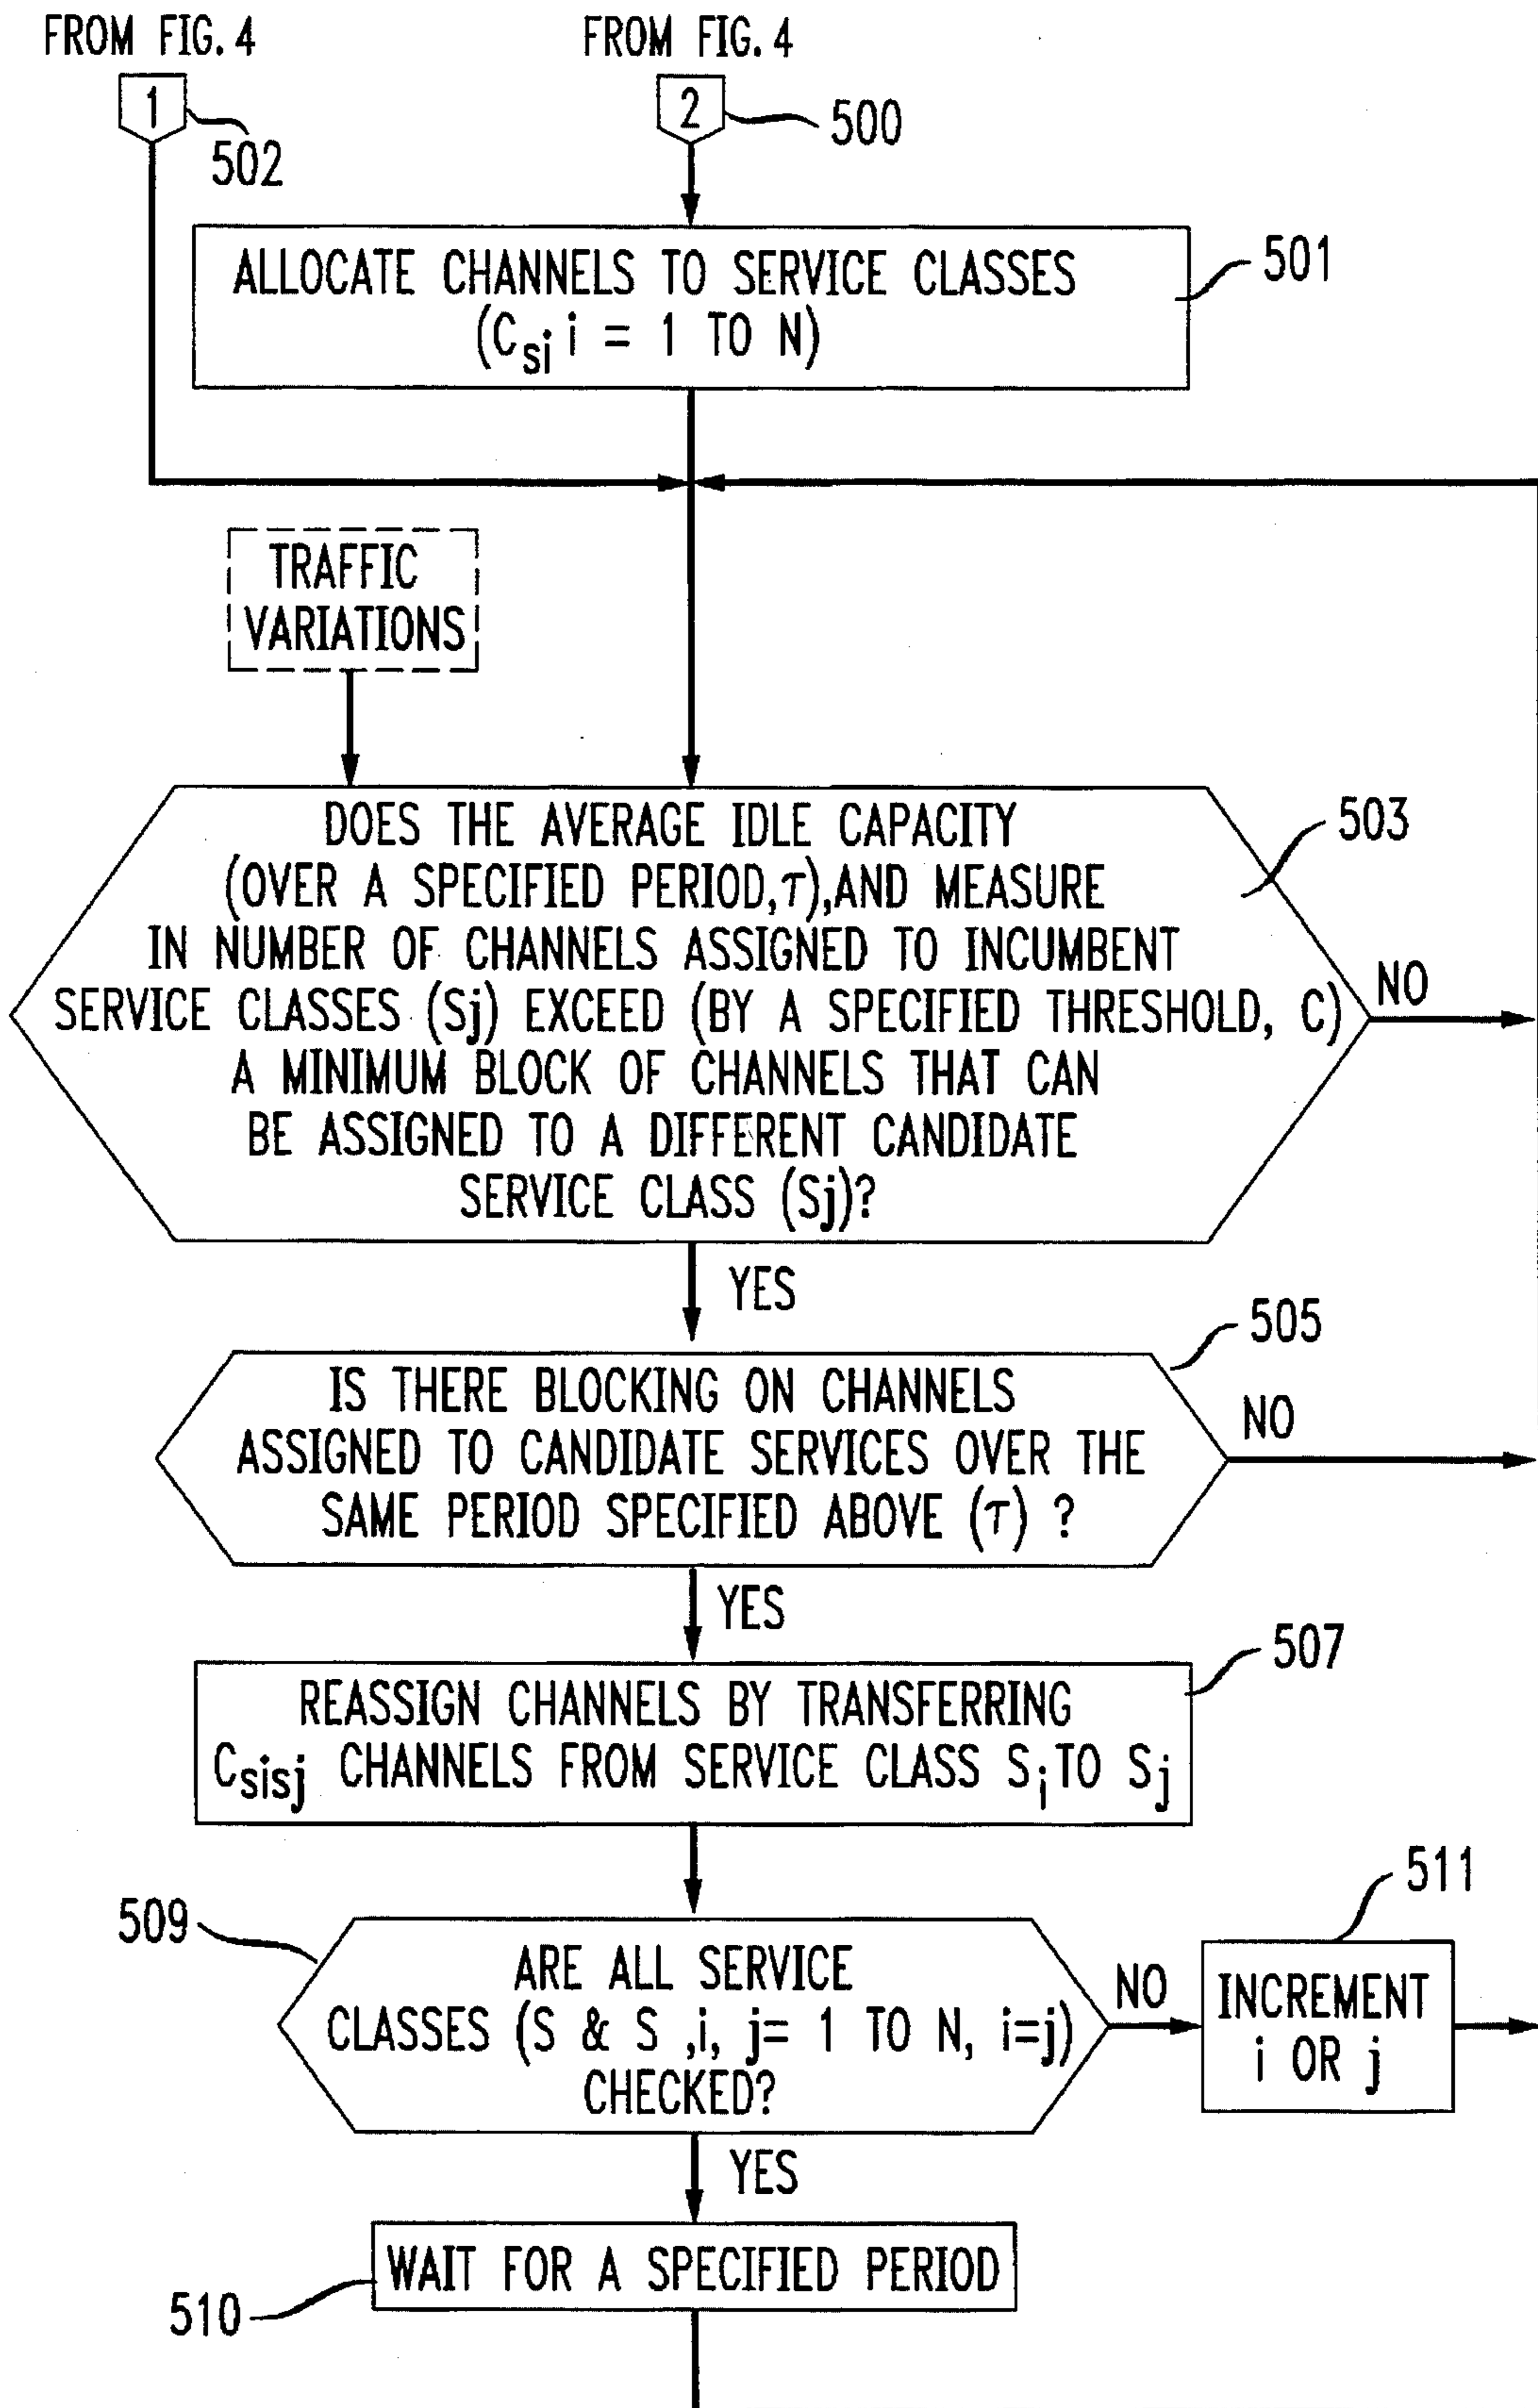 FROM FIG. 4
FROM FIG. 4
1
2
502
500
ALLOCATE CHANNELS TO SERVICE CLASSES
(Csi i = 1 TO N)
501
TRAFFIC
VARIATIONS
DOES THE AVERAGE IDLE CAPACITY
(OVER A SPECIFIED PERIOD,τ),AND MEASURE
IN NUMBER OF CHANNELS ASSIGNED TO INCUMBENT
SERVICE CLASSES (Sj) EXCEED (BY A SPECIFIED THRESHOLD, C)
A MINIMUM BLOCK OF CHANNELS THAT CAN
BE ASSIGNED TO A DIFFERENT CANDIDATE
SERVICE CLASS (Sj)?
503
NO
YES
505
IS THERE BLOCKING ON CHANNELS
ASSIGNED TO CANDIDATE SERVICES OVER THE
SAME PERIOD SPECIFIED ABOVE (τ) ?
NO
YES
507
REASSIGN CHANNELS BY TRANSFERRING
Csisj CHANNELS FROM SERVICE CLASS Si TO Sj
509
ARE ALL SERVICE
CLASSES (S & S ,i, j= 1 TO N, i=j)
CHECKED?
NO
511
INCREMENT
i OR j
YES
WAIT FOR A SPECIFIED PERIOD
510